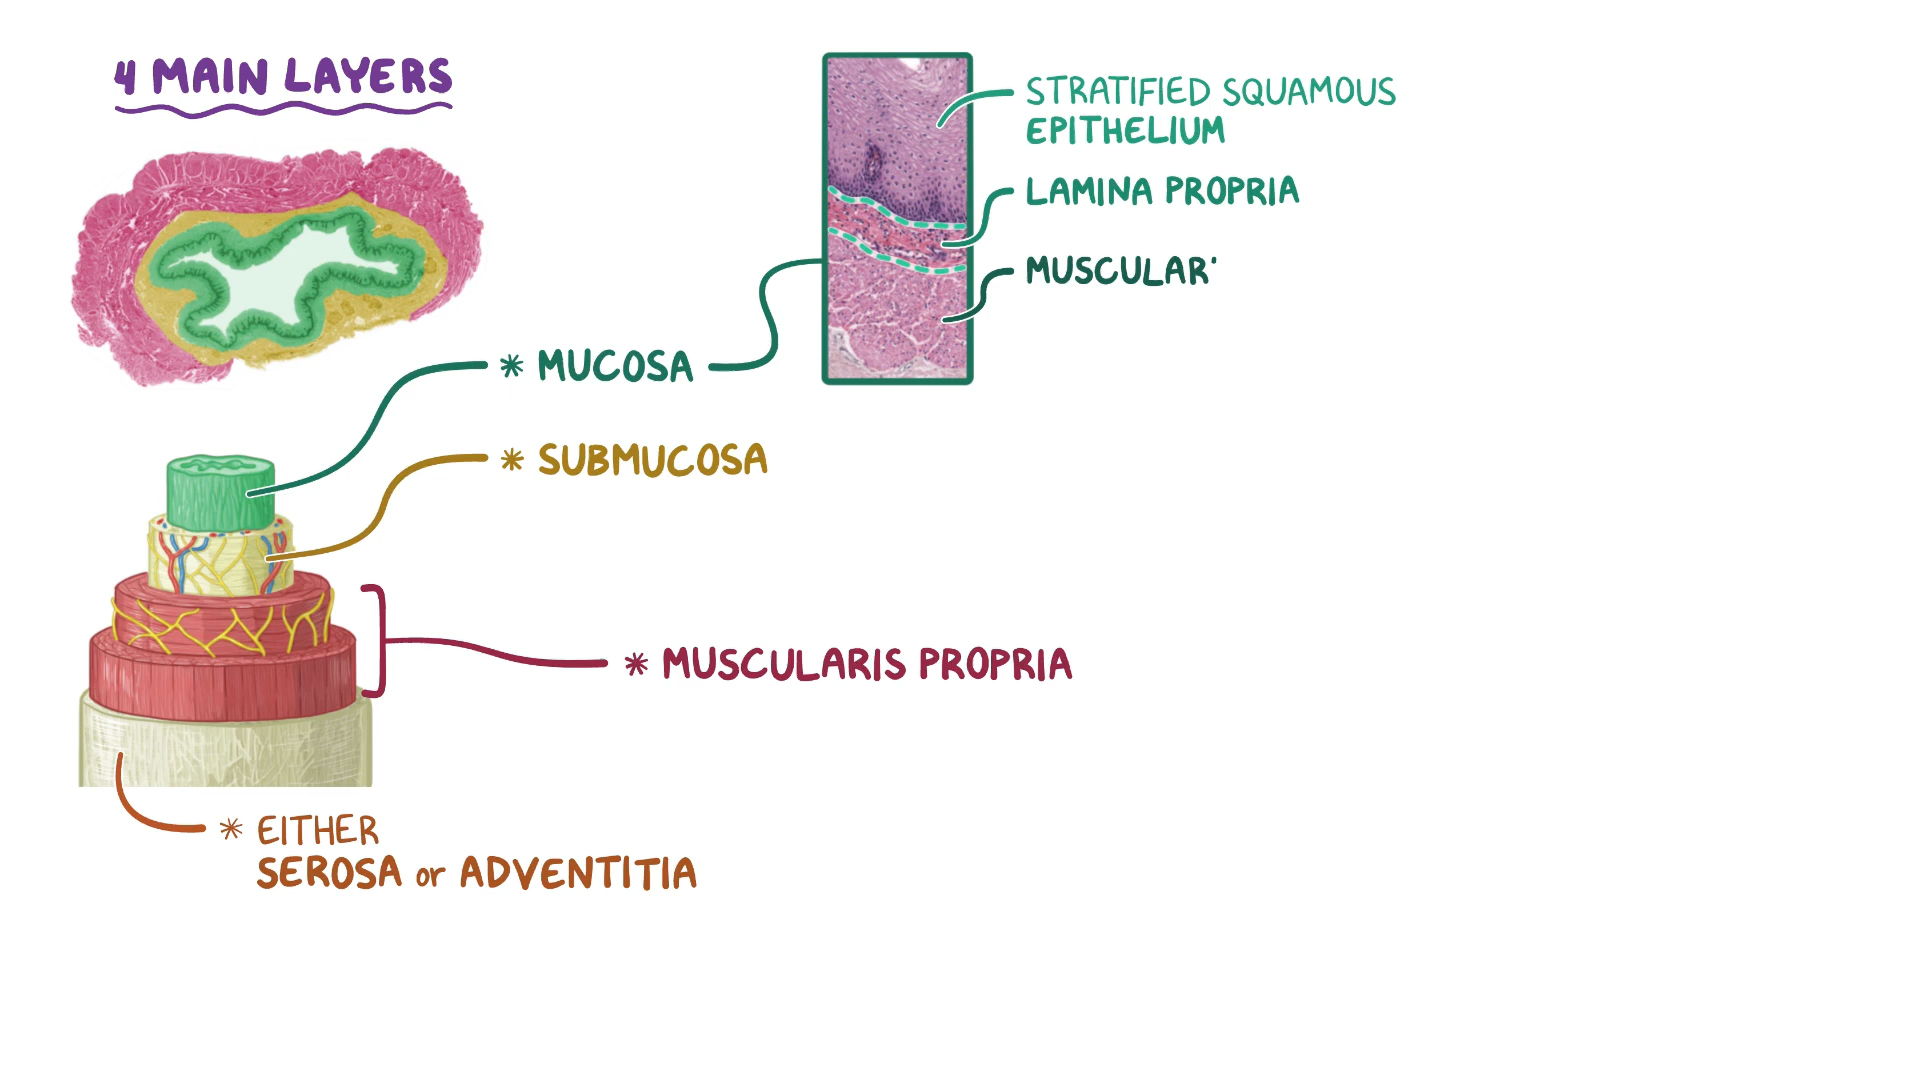 4 MAIN LAYERS
STRATIFIED SQUAMOUS
EPITHELIUM
LAMINA PROPRIA
MUSCULAR'
* MUCOSA
* SUBMUCOSA
* MUSCULARIS PROPRIA
* EITHER
SEROSA or ADVENTITIA